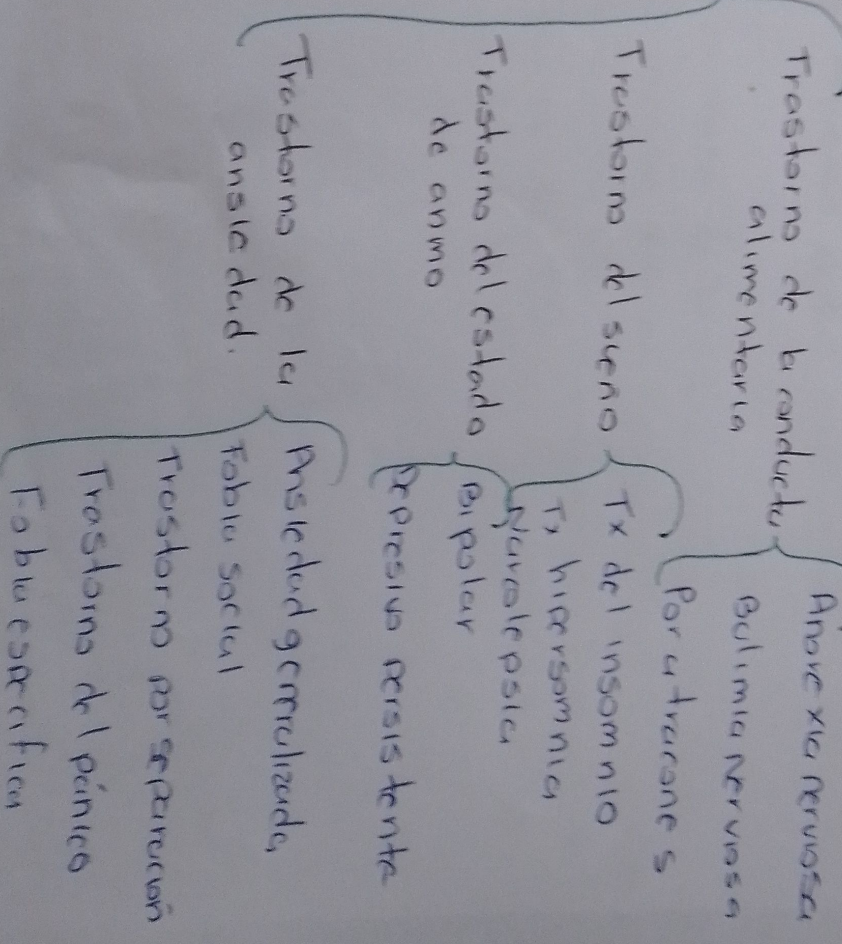 Trastorno de la conducta
alimentaria
Anorexia nerviosa
Bulimia nerviosa
Por atracones
Trastorno del sueño
Tx del insomnio
Tx hipersomnia
Narcolepsia
Trastorno del estado
de anmo
Bipolar
Depresivo persistente
Trastorno de la
ansiedad.
Ansiedad generalizada
Fobia social
Trastorno por separación
Trastorno del pánico
Fobia especifica